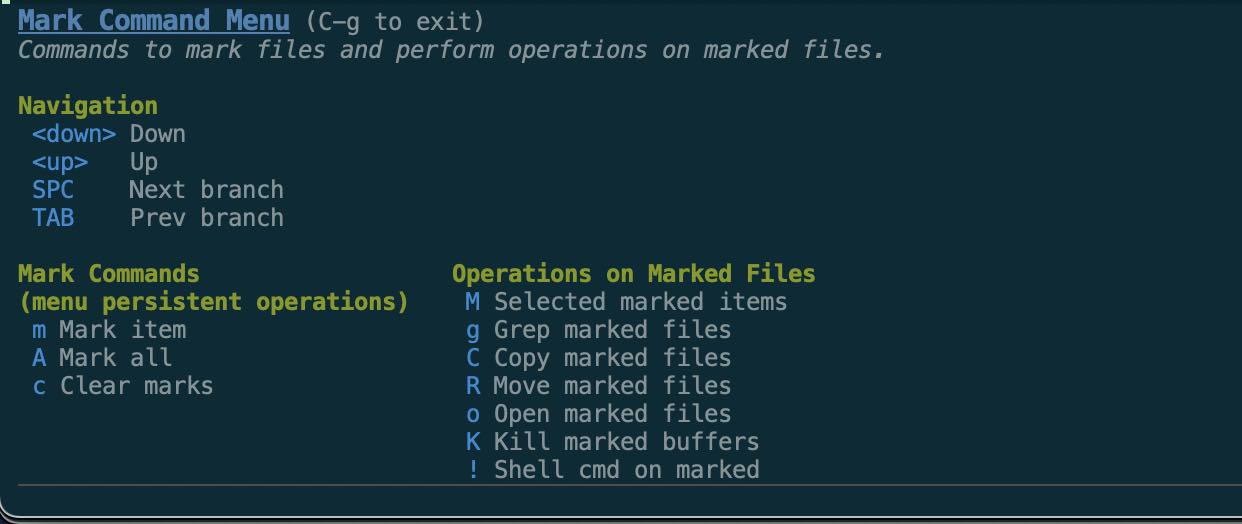 Mark Command Menu (C-g to exit)
Commands to mark files and perform operations on marked files.
Navigation
<down> Down
<up> Up
SPC Next branch
TAB Prev branch
Mark Commands
(menu persistent operations)
m Mark item
A Mark all
c Clear marks
Operations on Marked Files
M Selected marked items
g Grep marked files
C Copy marked files
R Move marked files
o Open marked files
K Kill marked buffers
! Shell cmd on marked